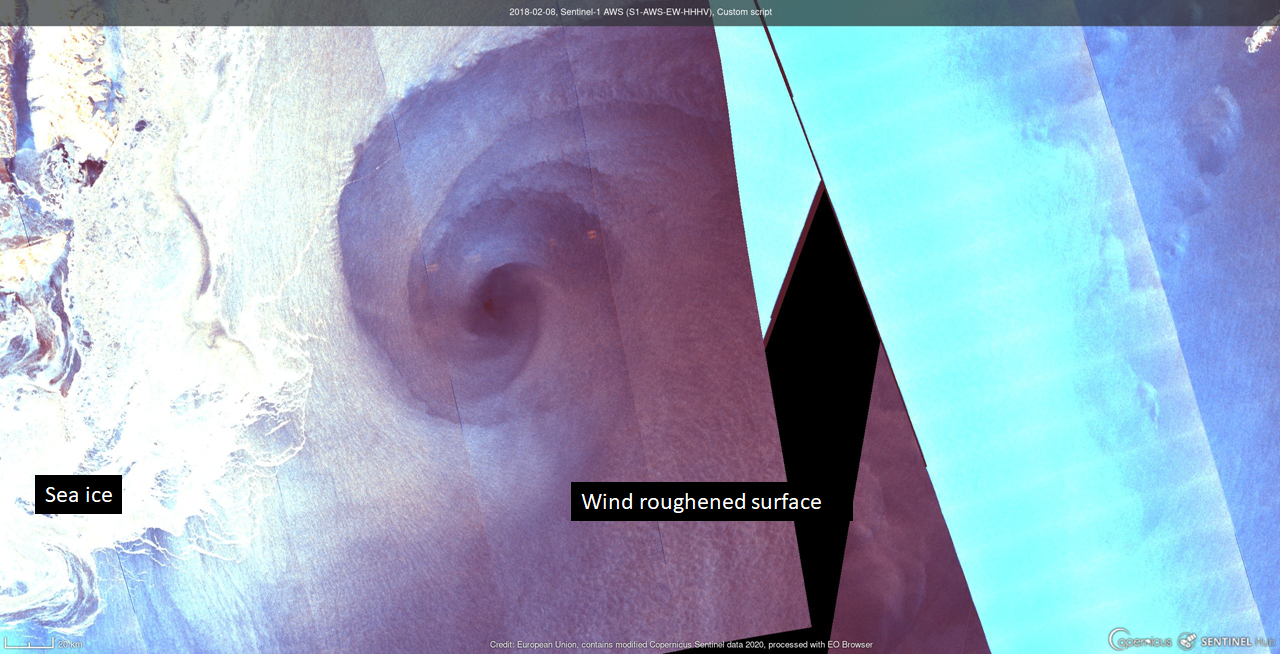 2018-02-08, Sentinel-1 AWS (S1-AWS-EW-HHHV), Custom script
Sea ice
Wind roughened surface
20 km
Credit: European Union, contains modified Copernicus Sentinel data 2020, processed with EO Browser
opernicus
SENTINEL Hub